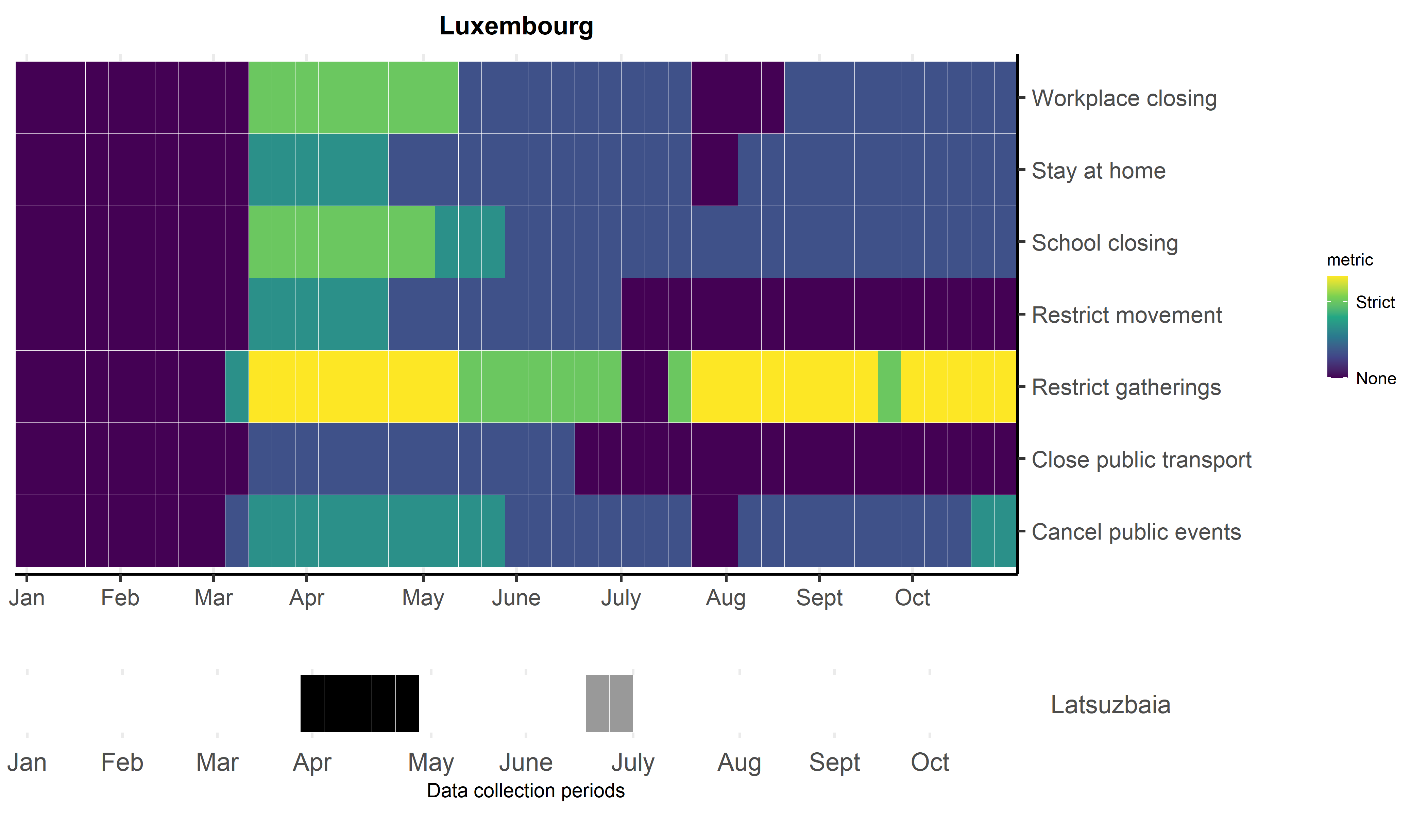 Luxembourg
Workplace closing
Stay at home
School closing
Restrict movement
Restrict gatherings
Close public transport
Cancel public events
metric
Strict
None
Jan Feb Mar Apr May June July Aug Sept Oct
Latsuzbaia
Jan Feb Mar Apr May June July Aug Sept Oct
Data collection periods